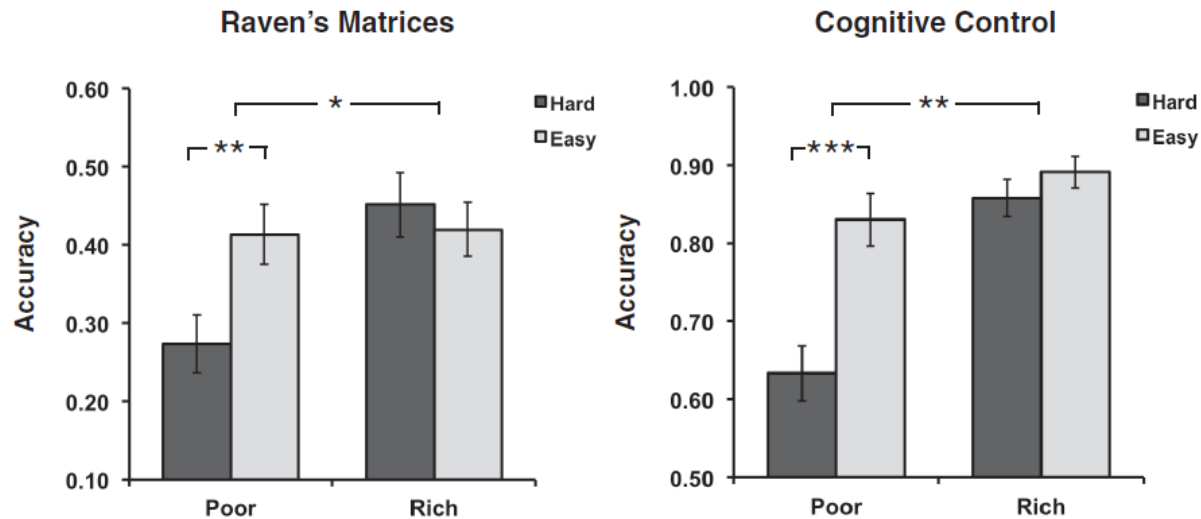 Raven's Matrices
Accuracy
0.60
0.50
0.40
0.30
0.20
0.10
*
**
Hard
Easy
Poor Rich
Cognitive Control
Accuracy
1.00
0.90
0.80
0.70
0.60
0.50
**
***
Hard
Easy
Poor Rich